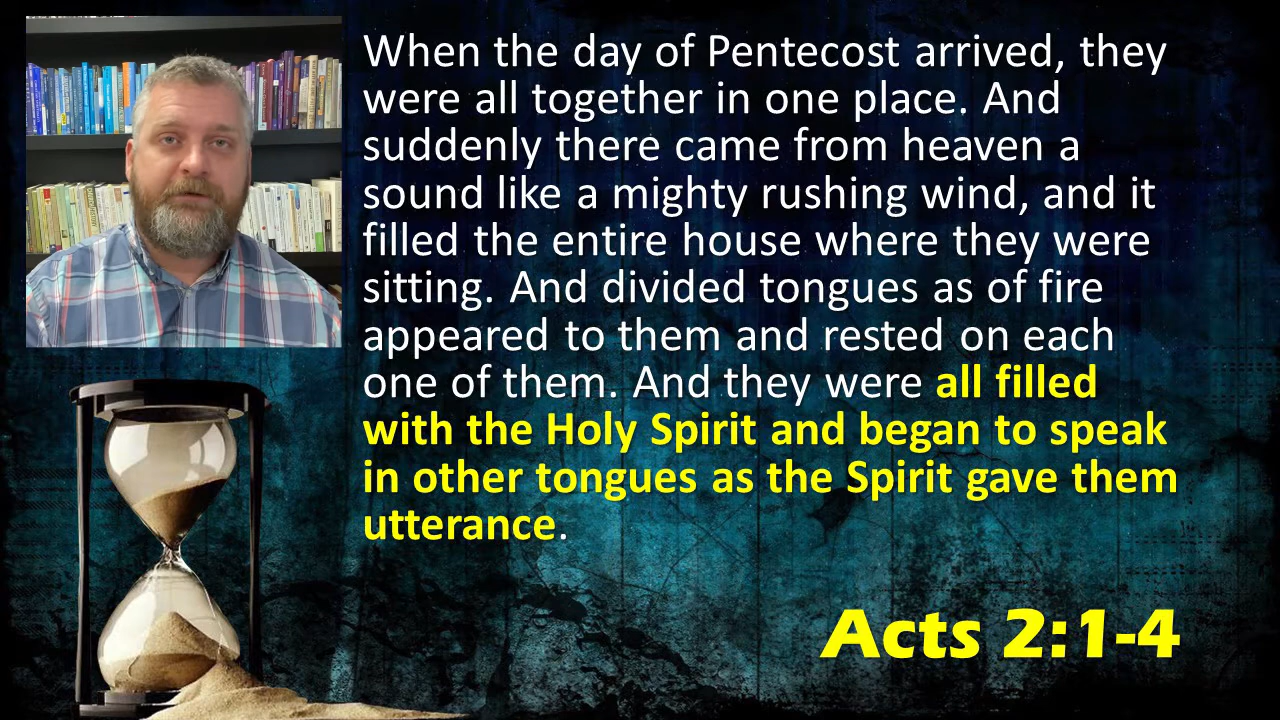 When the day of Pentecost arrived, they
were all together in one place. And
suddenly there came from heaven a
sound like a mighty rushing wind, and it
filled the entire house where they were
sitting. And divided tongues as of fire
appeared to them and rested on each
one of them. And they were all filled
with the Holy Spirit and began to speak
in other tongues as the Spirit gave them
utterance.
Acts 2:1-4